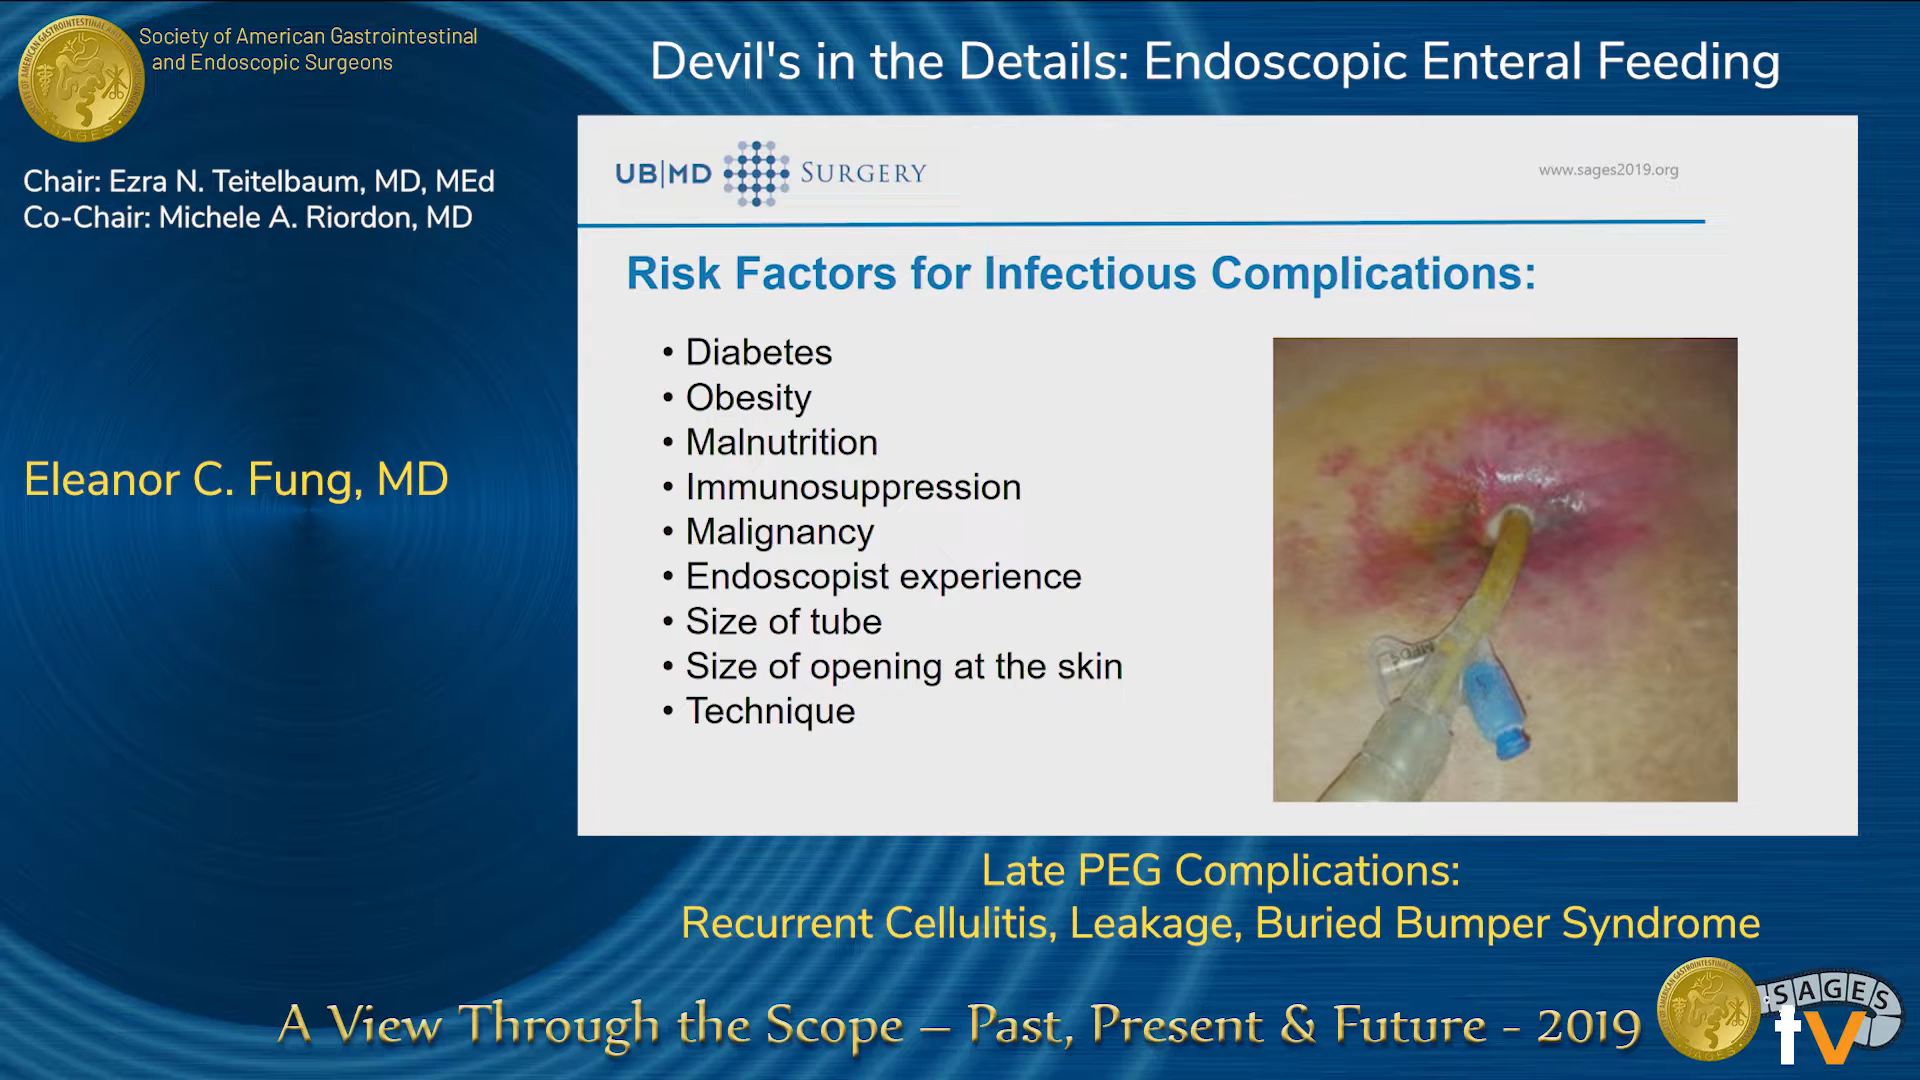 Society of American Gastrointestinal
and Endoscopic Surgeons
Devil's in the Details: Endoscopic Enteral Feeding
Chair: Ezra N. Teitelbaum, MD, MEd
Co-Chair: Michele A. Riordon, MD
Eleanor C. Fung, MD
UB|MD SURGERY
www.sages2019.org
Risk Factors for Infectious Complications:
• Diabetes
• Obesity
• Malnutrition
• Immunosuppression
• Malignancy
• Endoscopist experience
• Size of tube
• Size of opening at the skin
• Technique
Late PEG Complications:
Recurrent Cellulitis, Leakage, Buried Bumper Syndrome
A View Through the Scope – Past, Present & Future - 2019
SAGES
tv